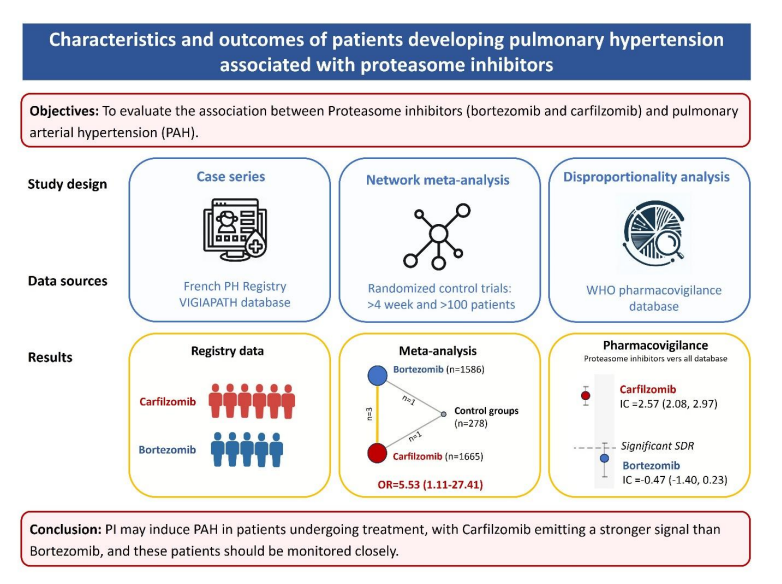 Characteristics and outcomes of patients developing pulmonary hypertension
associated with proteasome inhibitors
Objectives: To evaluate the association between Proteasome inhibitors (bortezomib and carfilzomib) and pulmonary
arterial hypertension (PAH).
Study design
Case series
Network meta-analysis
Disproportionality analysis
Data sources
French PH Registry
VIGIAPATH database
Randomized control trials:
>4 week and >100 patients
WHO pharmacovigilance
database
Results
Registry data
Carfilzomib
Bortezomib
Meta-analysis
Bortezomib (n=1586)
n=1
n=3
Control groups
(n=278)
n=1
Carfilzomib (n=1665)
OR=5.53 (1.11-27.41)
Pharmacovigilance
Proteasome inhibitors vers all database
Carfilzomib
IC =2.57 (2.08, 2.97)
Significant SDR
Bortezomib
IC =-0.47 (-1.40, 0.23)
Conclusion: PI may induce PAH in patients undergoing treatment, with Carfilzomib emitting a stronger signal than
Bortezomib, and these patients should be monitored closely.